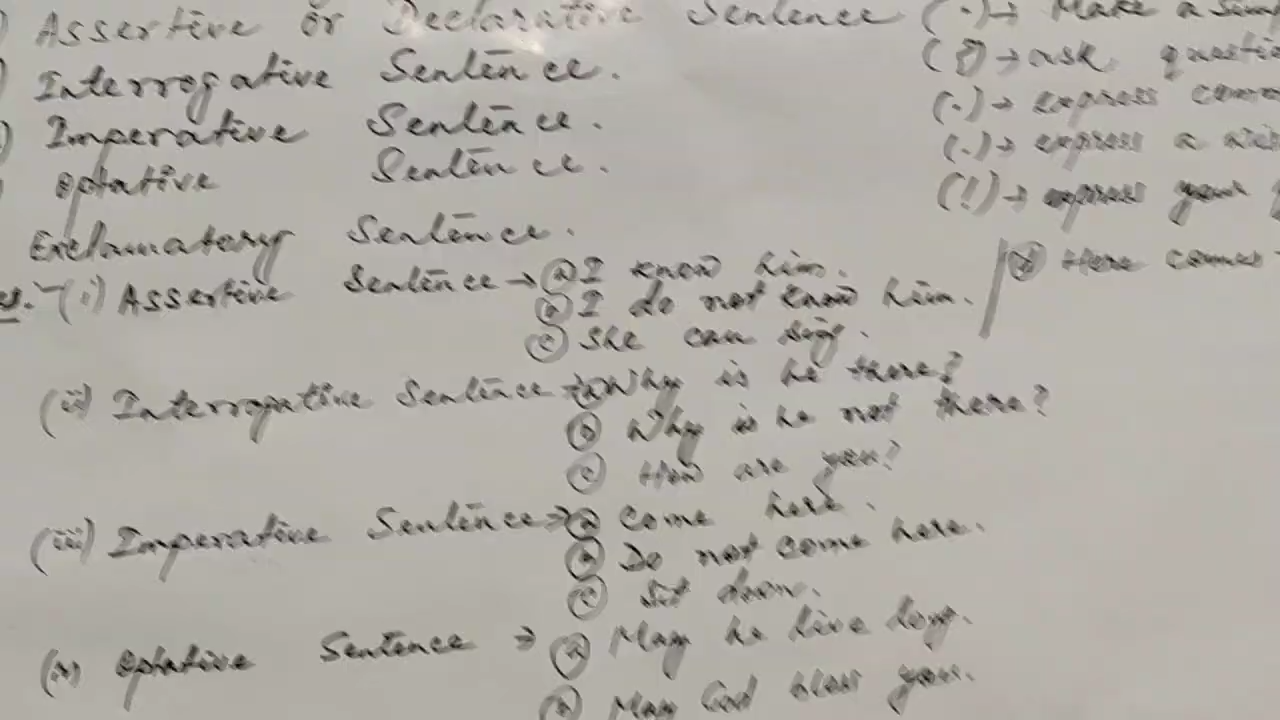 Assertive or Declarative Sentence (.)→ Make a
Interrogative Sentence. (?)→ ask
Imperative Sentence. (.)→ express
Optative Sentence. (.)→ express a
Exclamatory Sentence. (!)→ express your
(i) Assertive Sentence → (a) I know him. Here comes
(b) I do not know him.
(c) She can sing.
(ii) Interrogative Sentence → (a) Why is he there?
(b) Why is he not there?
(c) How are you?
(iii) Imperative Sentence → (a) Come here.
(b) Do not come here.
(c) Sit down.
(iv) Optative Sentence → (a) May he live long.
(b) May God bless you.